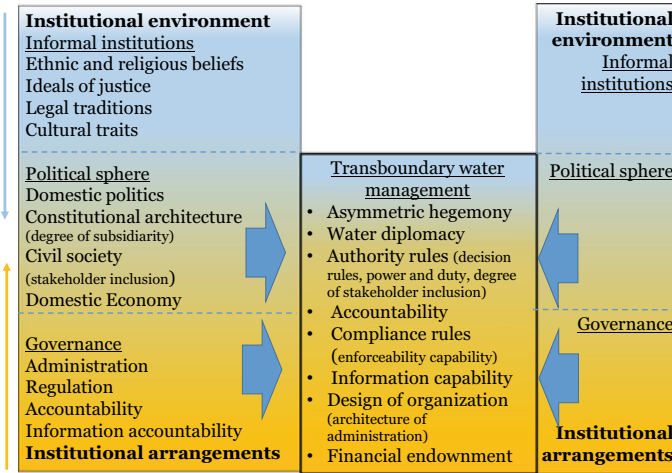 Institutional environment
Informal institutions
Ethnic and religious beliefs
Ideals of justice
Legal traditions
Cultural traits
Political sphere
Domestic politics
Constitutional architecture
(degree of subsidiarity)
Civil society
(stakeholder inclusion)
Domestic Economy
Governance
Administration
Regulation
Accountability
Information accountability
Institutional arrangements
Transboundary water
management
• Asymmetric hegemony
• Water diplomacy
• Authority rules (decision
rules, power and duty, degree
of stakeholder inclusion)
• Accountability
• Compliance rules
(enforceability capability)
• Information capability
• Design of organization
(architecture of
administration)
• Financial endownment
Institutional
environment
Informal
institutions
Political sphere
Governance
Institutional
arrangements